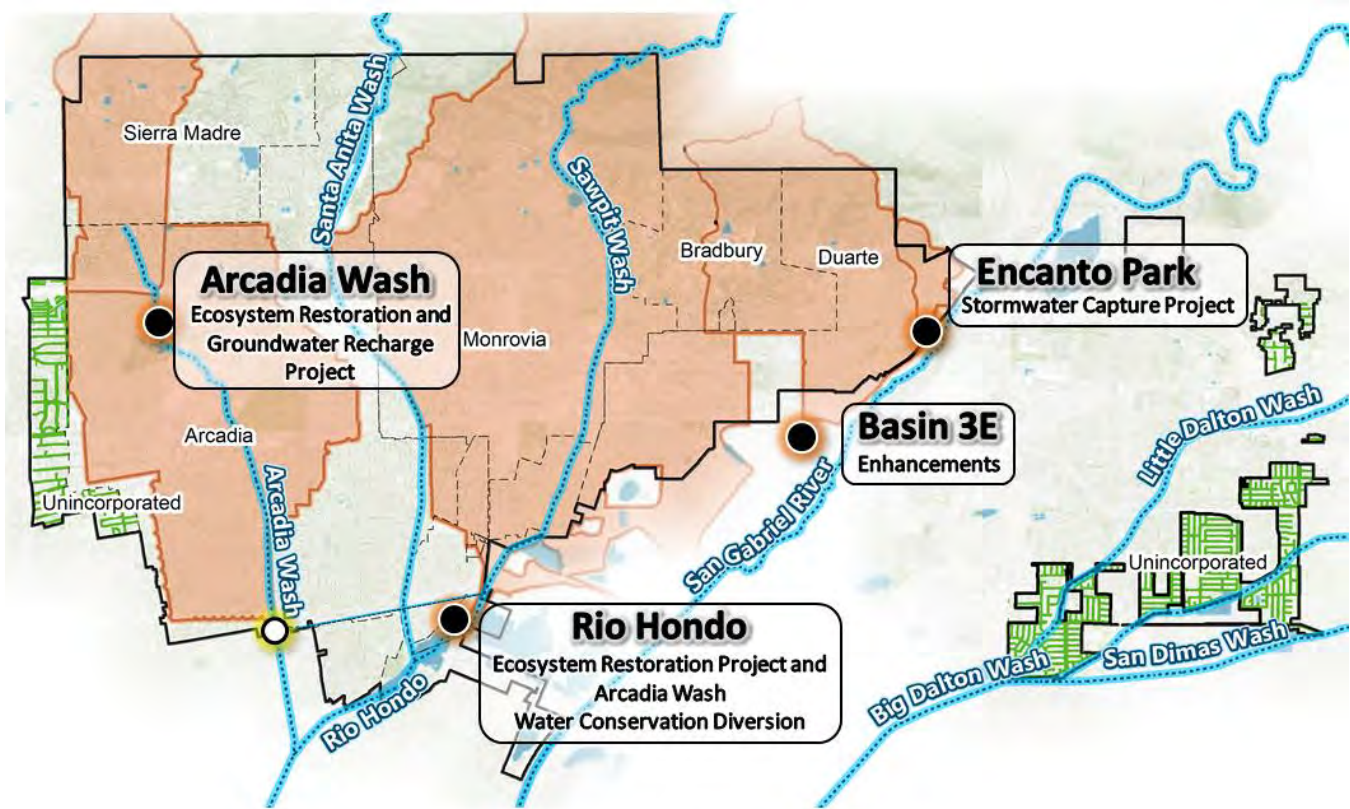 Sierra Madre
Santa Anita Wash
Sawpit Wash
Bradbury
Duarte
Encanto Park
Stormwater Capture Project
Arcadia Wash
Ecosystem Restoration and
Groundwater Recharge
Project
Monrovia
Arcadia
Basin 3E
Enhancements
Little Dalton Wash
Unincorporated
Arcadia Wash
San Gabriel River
Unincorporated
Rio Hondo
Ecosystem Restoration Project and
Arcadia Wash
Water Conservation Diversion
Rio Hondo
Big Dalton Wash
San Dimas Wash